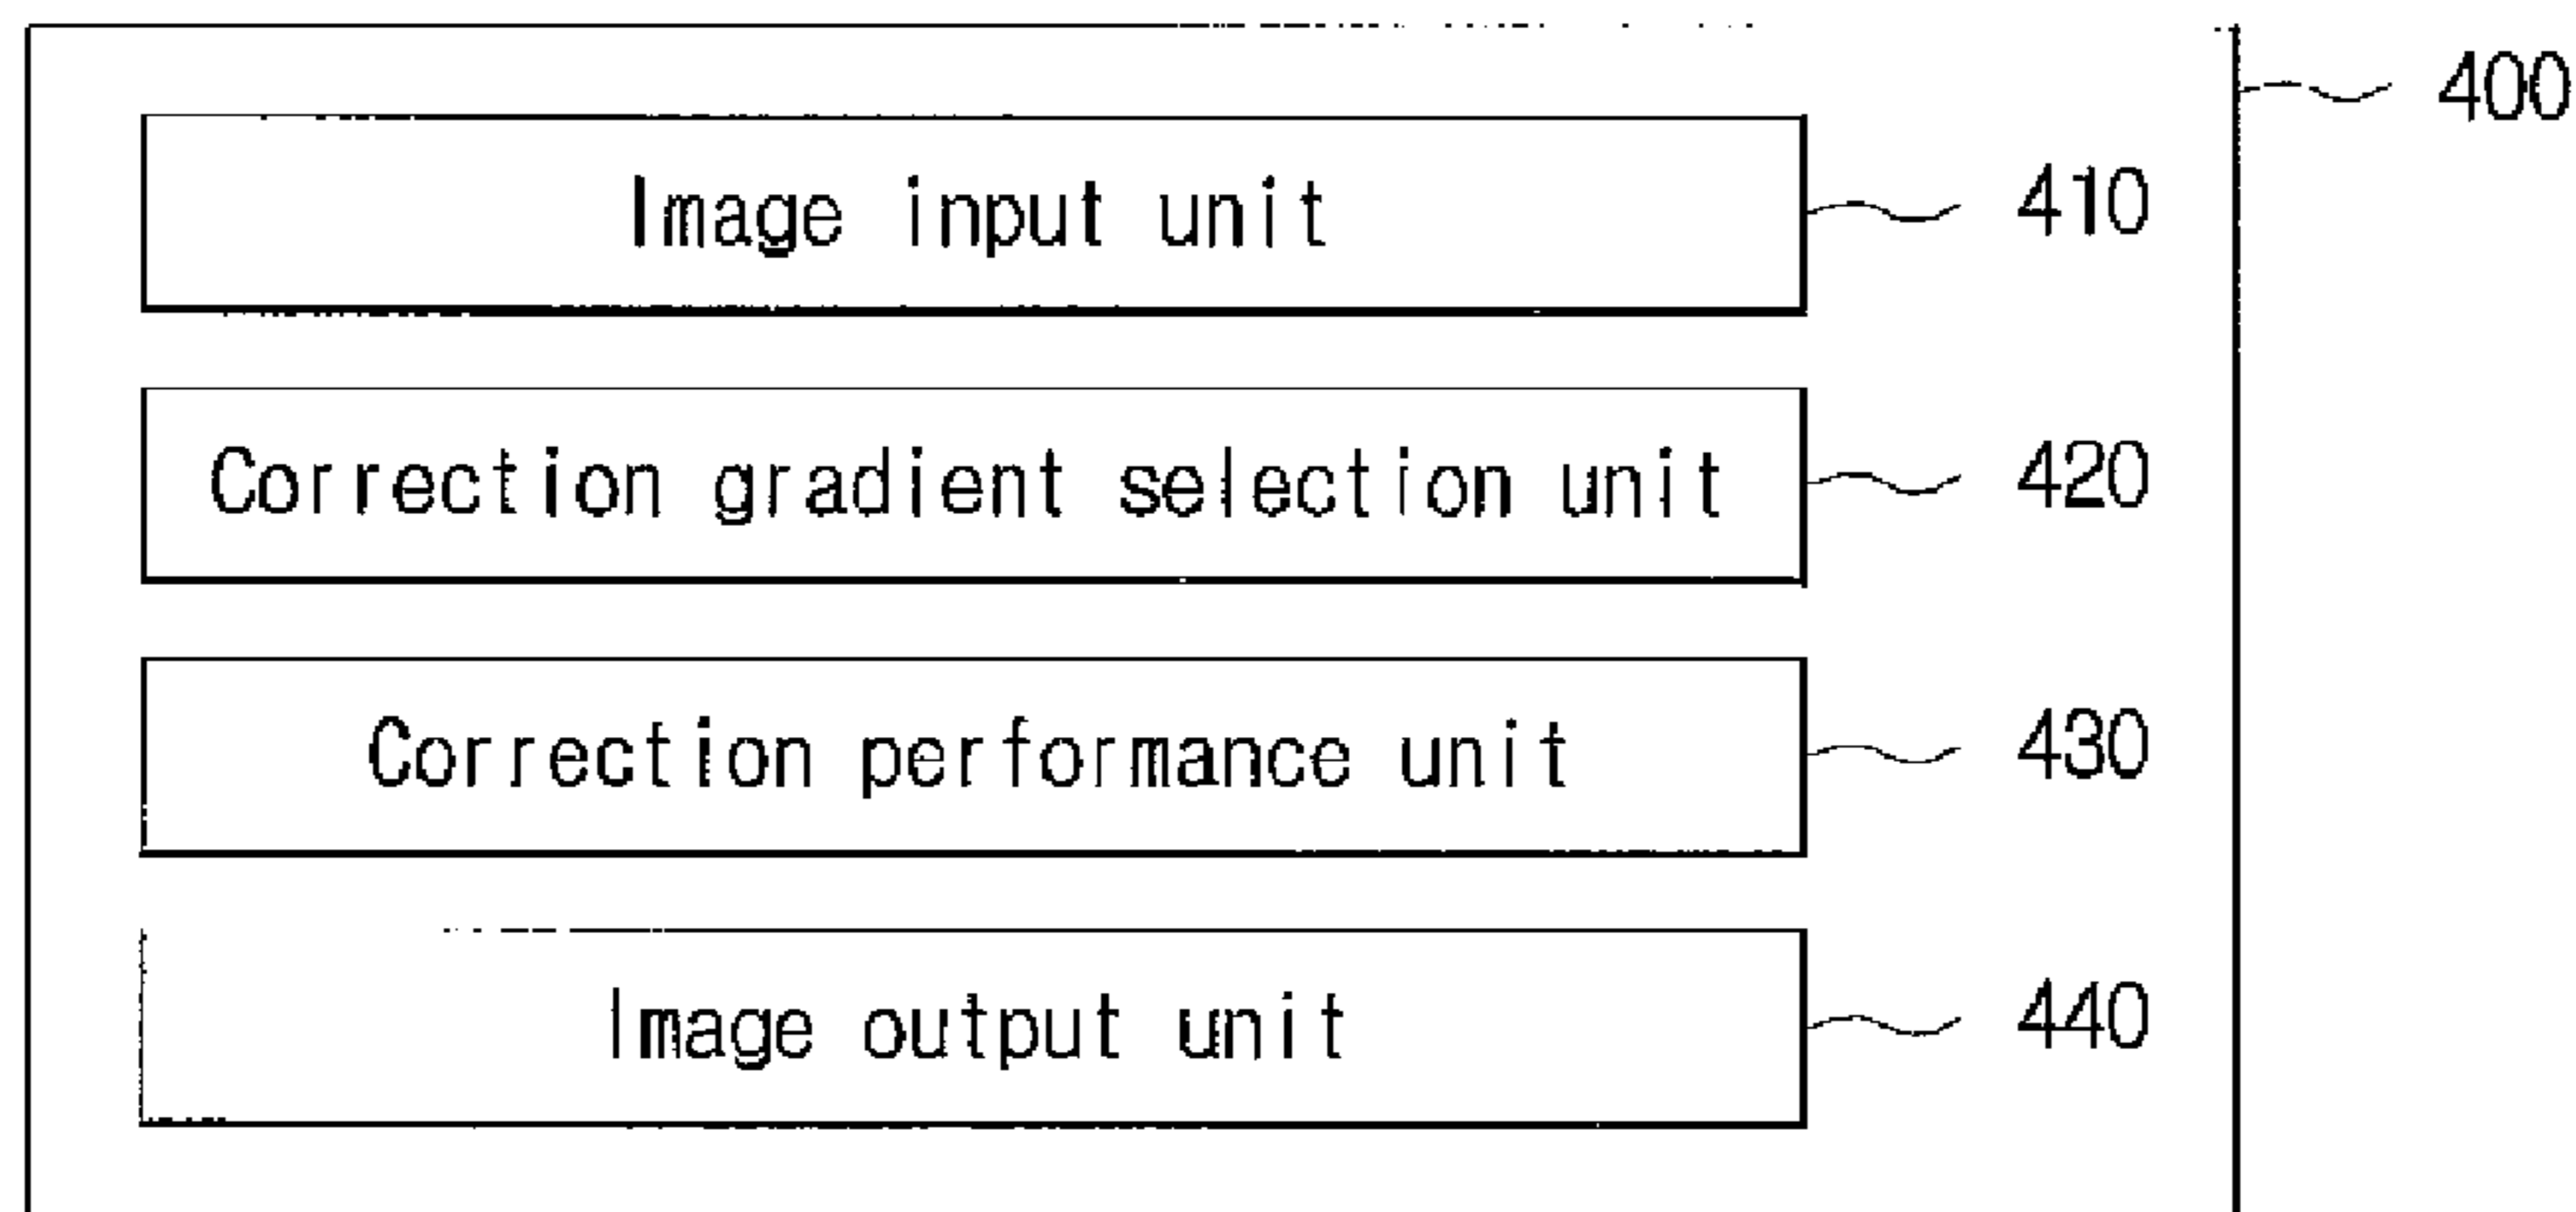 400
Image input unit 410
Correction gradient selection unit 420
Correction performance unit 430
Image output unit 440